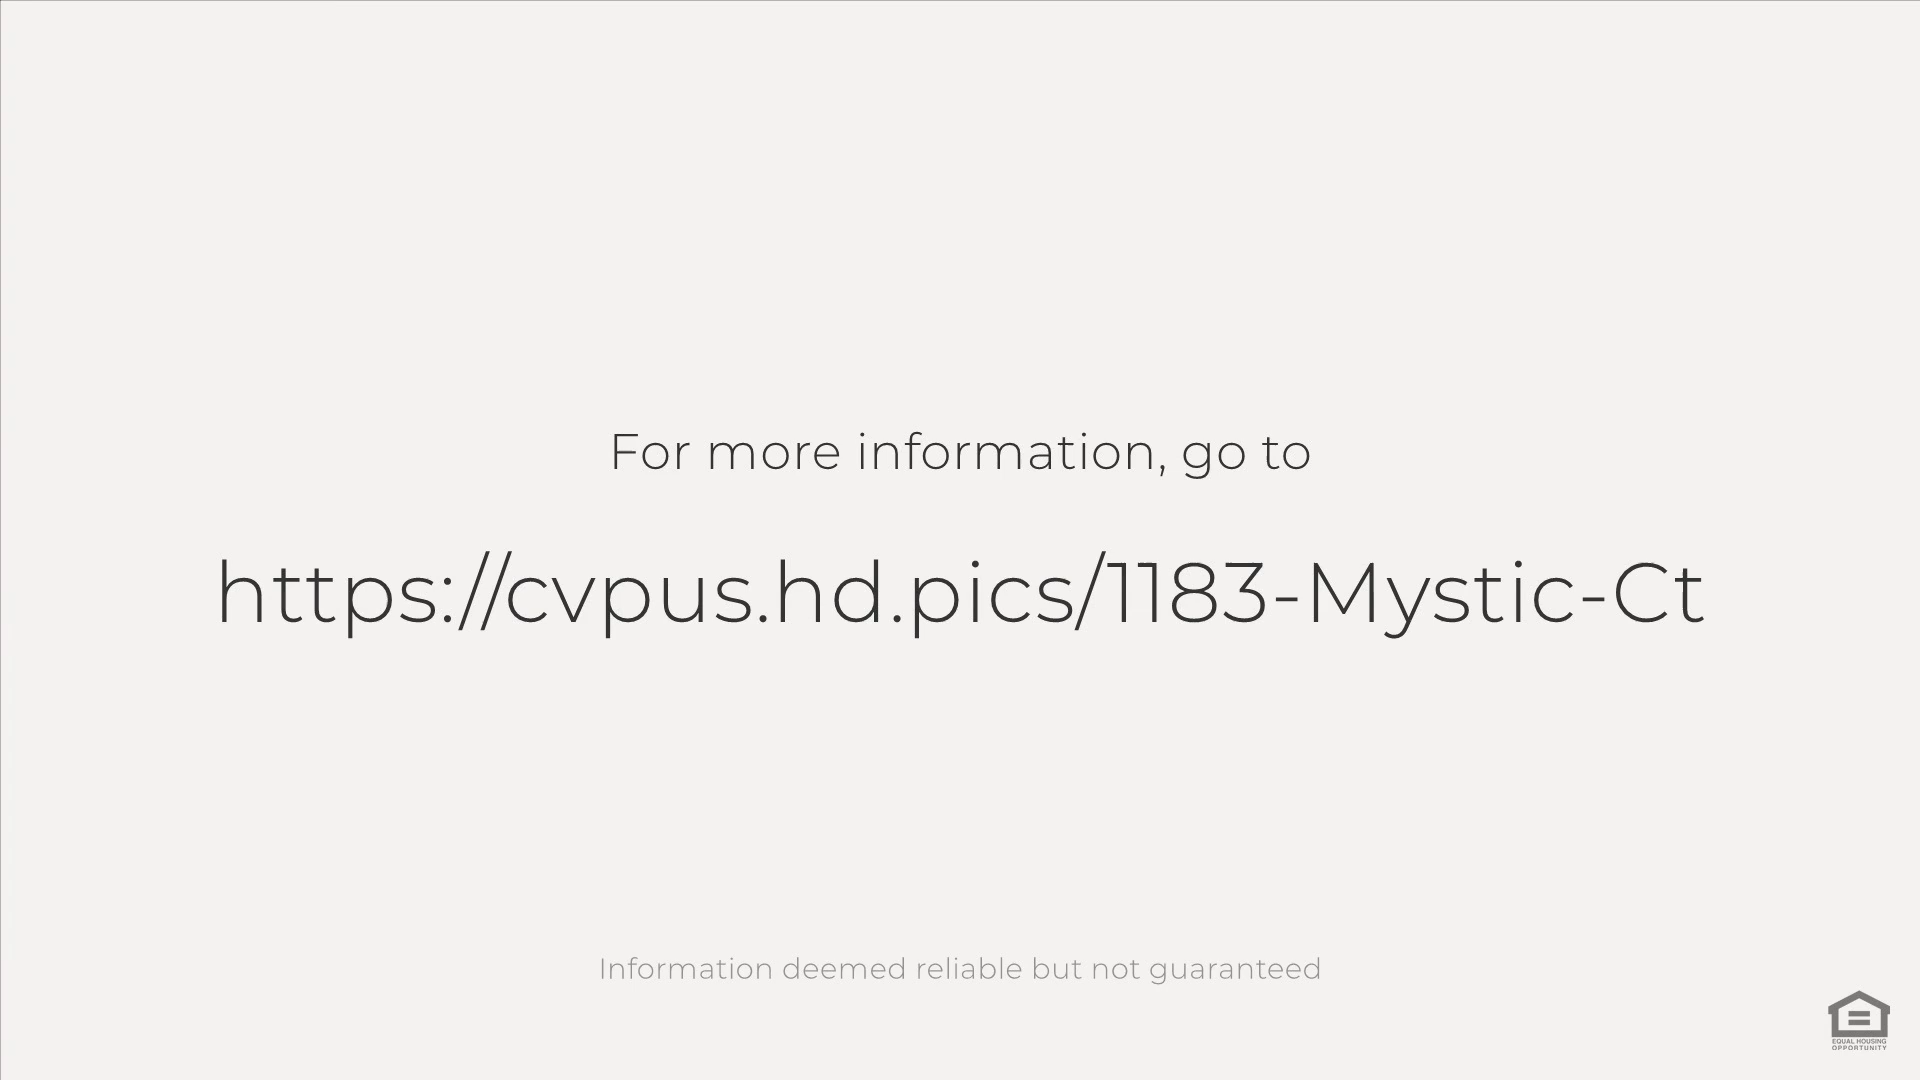 For more information, go to
https://cvpus.hd.pics/1183-Mystic-Ct
Information deemed reliable but not guaranteed
EQUAL HOUSING
OPPORTUNITY